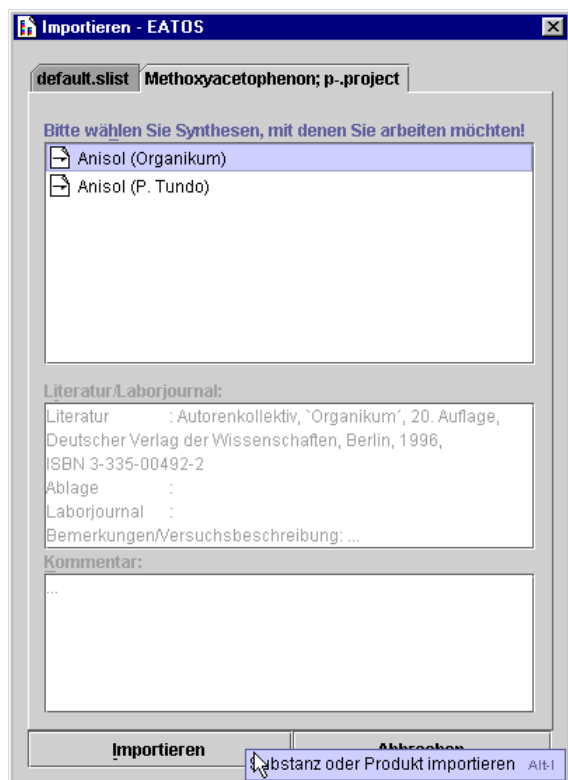 Importieren - EATOS
default.slist Methoxyacetophenon; p-.project
Bitte wählen Sie Synthesen, mit denen Sie arbeiten möchten!
Anisol (Organikum)
Anisol (P. Tundo)
Literatur/Laborjournal:
Literatur : Autorenkollektiv, `Organikum´, 20. Auflage,
Deutscher Verlag der Wissenschaften, Berlin, 1996,
ISBN 3-335-00492-2
Ablage :
Laborjournal :
Bemerkungen/Versuchsbeschreibung: ...
Kommentar:
...
Importieren
oder Produkt importieren Alt-I